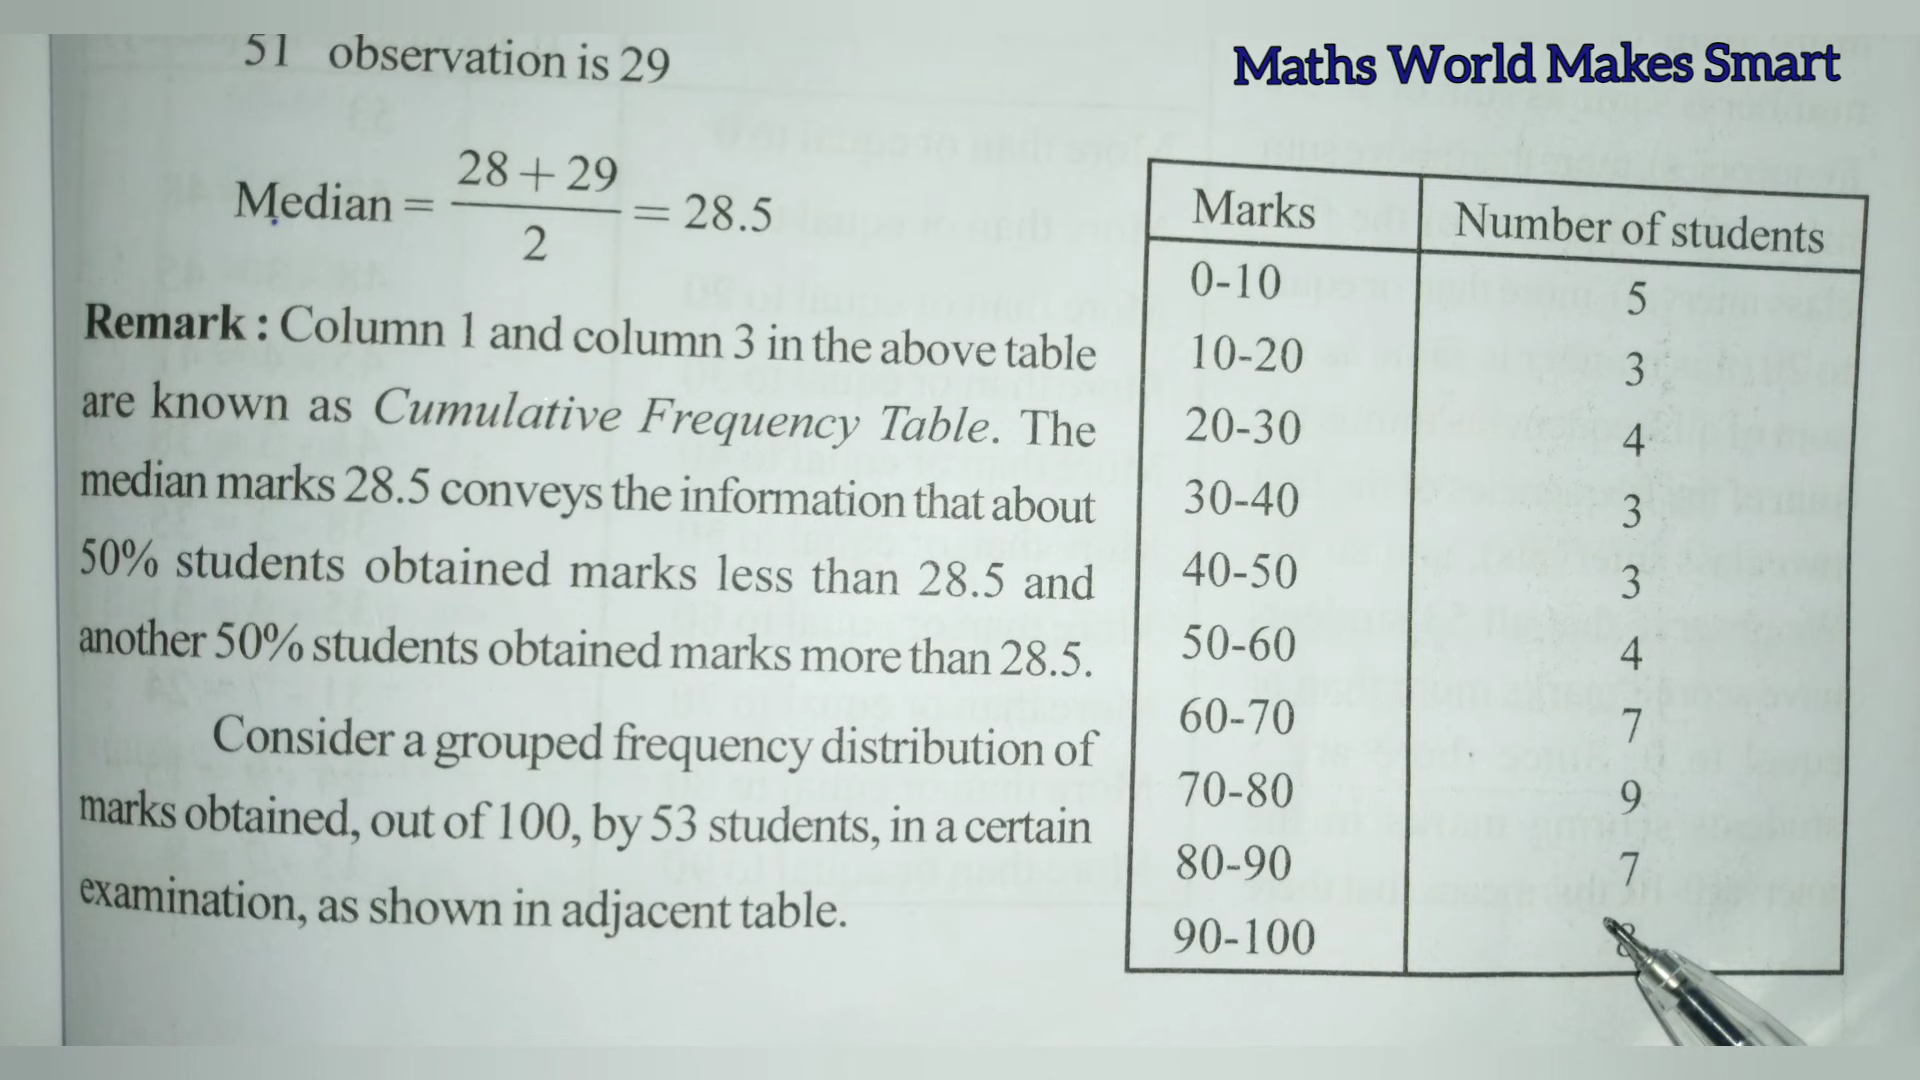 51 observation is 29
Maths World Makes Smart
Median = 28 + 29 / 2 = 28.5
Remark : Column 1 and column 3 in the above table
are known as Cumulative Frequency Table. The
median marks 28.5 conveys the information that about
50% students obtained marks less than 28.5 and
another 50% students obtained marks more than 28.5.
Consider a grouped frequency distribution of
marks obtained, out of 100, by 53 students, in a certain
examination, as shown in adjacent table.
Marks Number of students
0-10 5
10-20 3
20-30 4
30-40 3
40-50 3
50-60 4
60-70 7
70-80 9
80-90 7
90-100